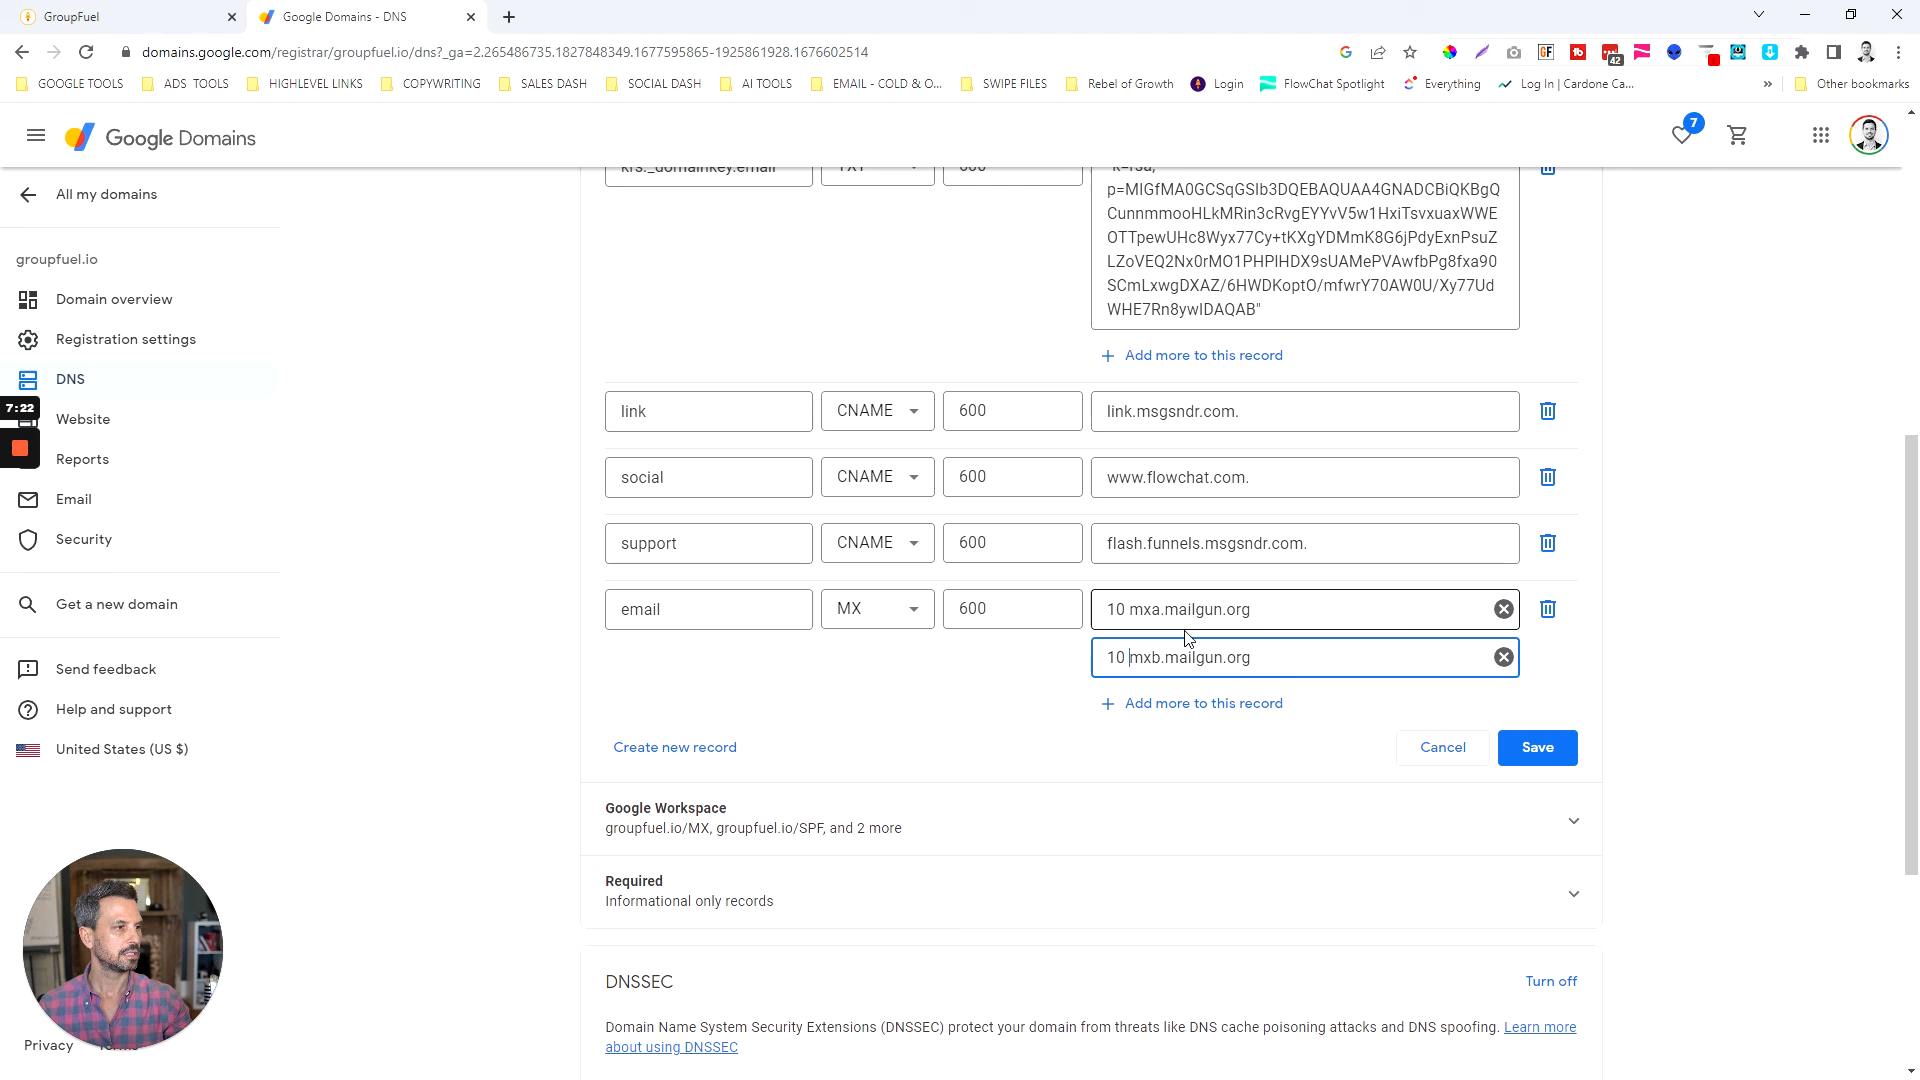 GroupFuel
Google Domains - DNS
domains.google.com/registrar/groupfuel.io/dns?_ga=2.265486735.1827848349.1677595865-1925861928.1676602514
42
GOOGLE TOOLS
ADS TOOLS
HIGHLEVEL LINKS
COPYWRITING
SALES DASH
SOCIAL DASH
AI TOOLS
EMAIL - COLD & O...
SWIPE FILES
Rebel of Growth
Login
FlowChat Spotlight
Everything
Log In | Cardone Ca...
»
Other bookmarks
Google Domains
7
All my domains
groupfuel.io
Domain overview
Registration settings
DNS
7:22
Website
Reports
Email
Security
Get a new domain
Send feedback
Help and support
United States (US $)
Privacy
krs._domainkey.email
TXT
600
"k=rsa;
p=MIGfMA0GCSqGSIb3DQEBAQUAA4GNADCBiQKBgQ
CunnmmooHLkMRin3cRvgEYYvV5w1HxiTsvxuaxWWE
OTTpewUHc8Wyx77Cy+tKXgYDMmK8G6jPdyExnPsuZ
LZoVEQ2Nx0rMO1PHPIHDX9sUAMePVAwfbPg8fxa90
SCmLxwgDXAZ/6HWDKoptO/mfwrY70AW0U/Xy77Ud
WHE7Rn8ywIDAQAB"
Add more to this record
link
CNAME
600
link.msgsndr.com.
social
CNAME
600
www.flowchat.com.
support
CNAME
600
flash.funnels.msgsndr.com.
email
MX
600
10 mxa.mailgun.org
10 mxb.mailgun.org
Add more to this record
Create new record
Cancel
Save
Google Workspace
groupfuel.io/MX, groupfuel.io/SPF, and 2 more
Required
Informational only records
DNSSEC
Turn off
Domain Name System Security Extensions (DNSSEC) protect your domain from threats like DNS cache poisoning attacks and DNS spoofing. Learn more
about using DNSSEC